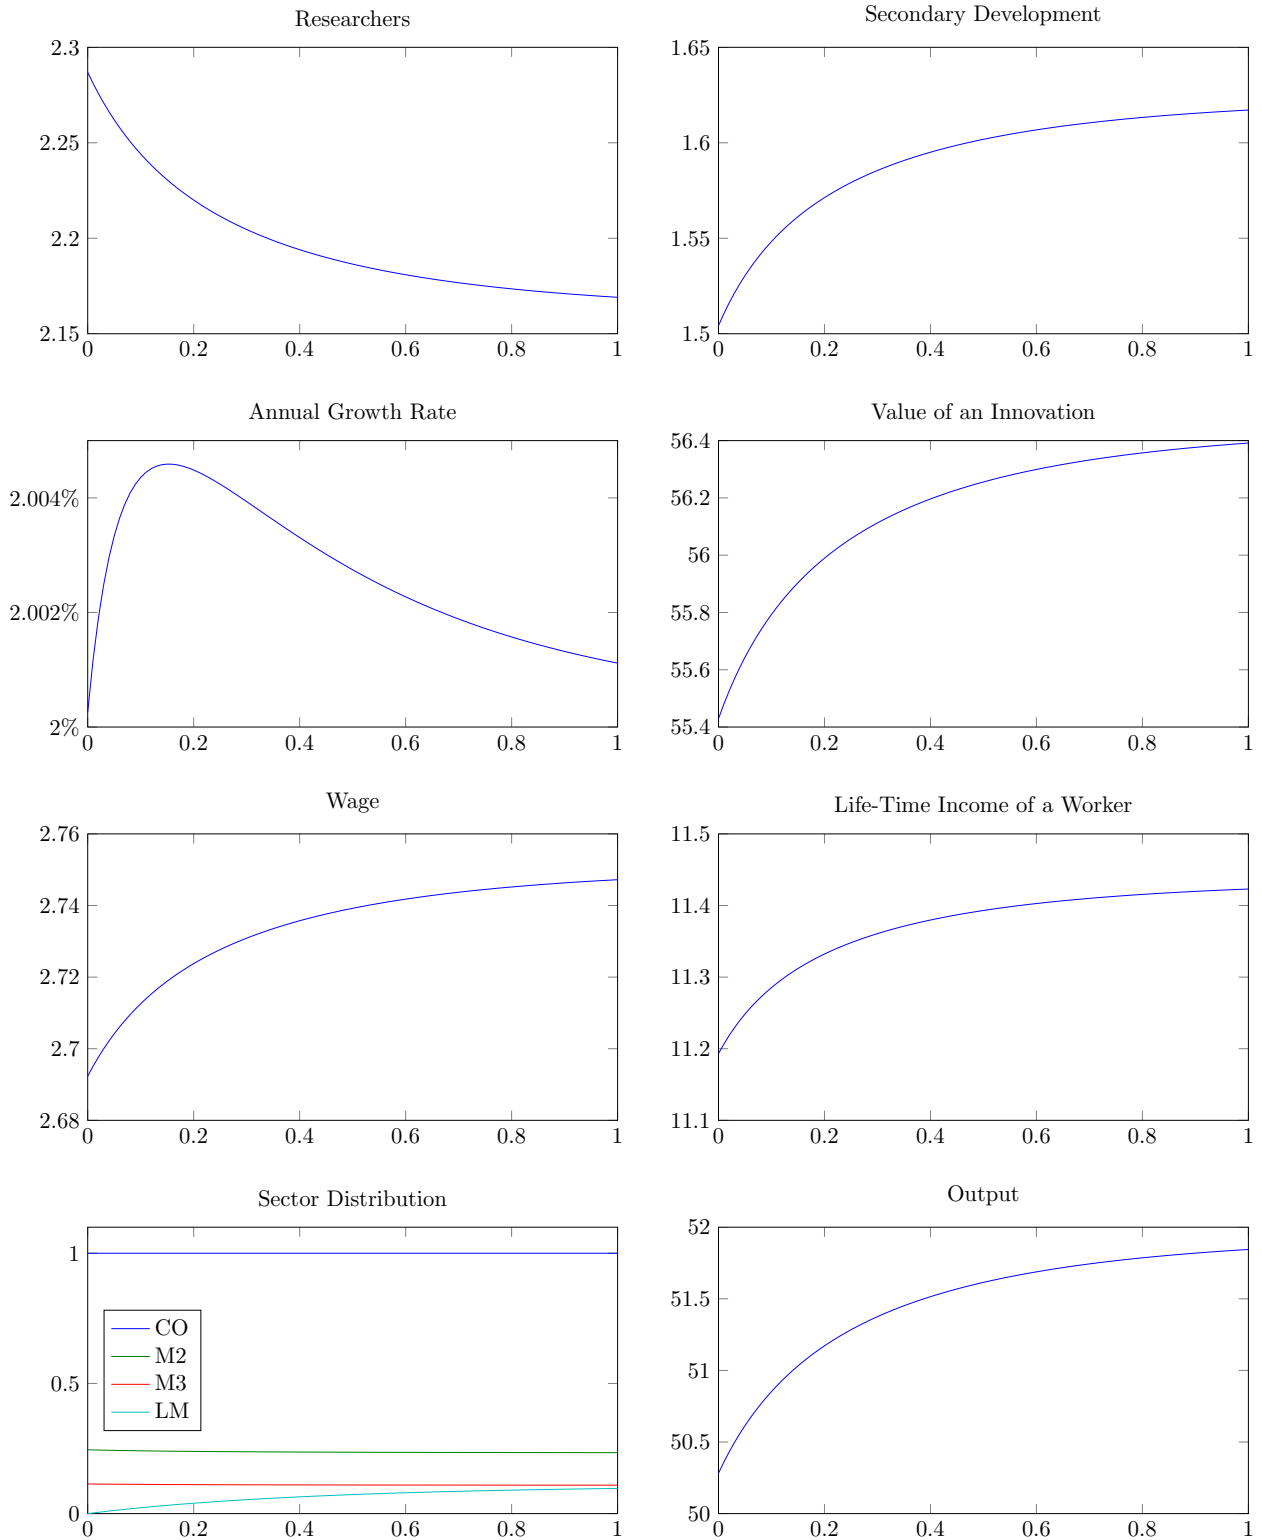 Researchers
2.3
2.25
2.2
2.15
0 0.2 0.4 0.6 0.8 1
Secondary Development
1.65
1.6
1.55
1.5
0 0.2 0.4 0.6 0.8 1
Annual Growth Rate
2.004%
2.002%
2%
0 0.2 0.4 0.6 0.8 1
Value of an Innovation
56.4
56.2
56
55.8
55.6
55.4
0 0.2 0.4 0.6 0.8 1
Wage
2.76
2.74
2.72
2.7
2.68
0 0.2 0.4 0.6 0.8 1
Life-Time Income of a Worker
11.5
11.4
11.3
11.2
11.1
0 0.2 0.4 0.6 0.8 1
Sector Distribution
1
0.5
0
CO
M2
M3
LM
0 0.2 0.4 0.6 0.8 1
Output
52
51.5
51
50.5
50
0 0.2 0.4 0.6 0.8 1